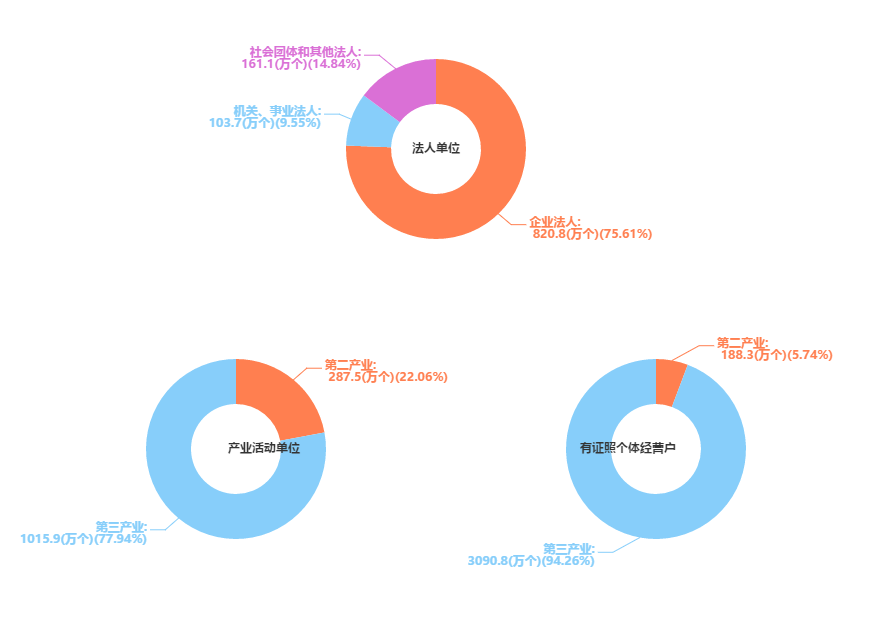 社会团体和其他法人:
161.1(万个)(14.84%)
机关、事业法人:
103.7(万个)(9.55%)
法人单位
企业法人:
820.8(万个)(75.61%)
第二产业:
287.5(万个)(22.06%)
产业活动单位
第三产业:
1015.9(万个)(77.94%)
第二产业:
188.3(万个)(5.74%)
有证照个体经营户
第三产业:
3090.8(万个)(94.26%)